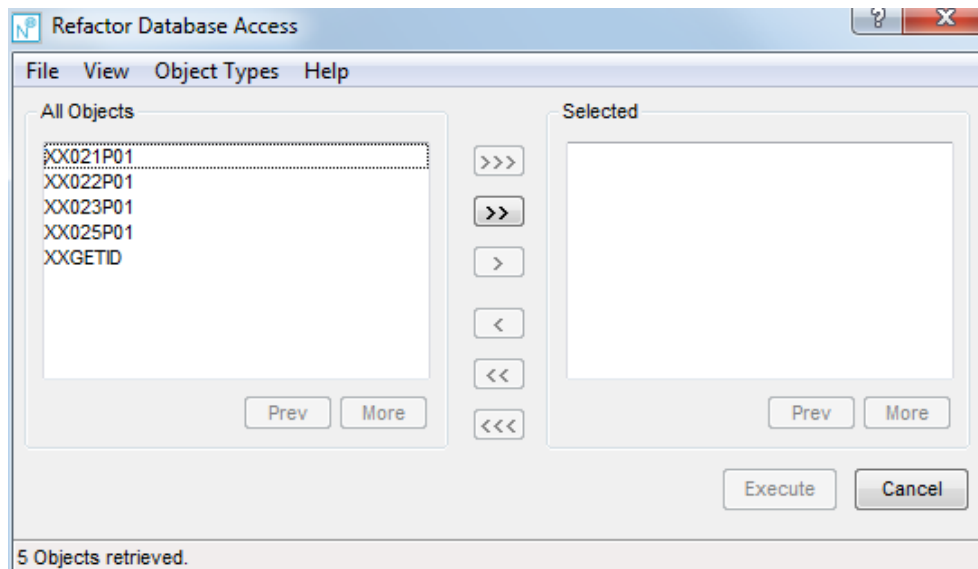 Refactor Database Access
?
X
File View Object Types Help
All Objects
XX021P01
XX022P01
XX023P01
XX025P01
XXGETID
Prev More
>>>
>>
>
<
<<
<<<
Selected
Prev More
Execute Cancel
5 Objects retrieved.